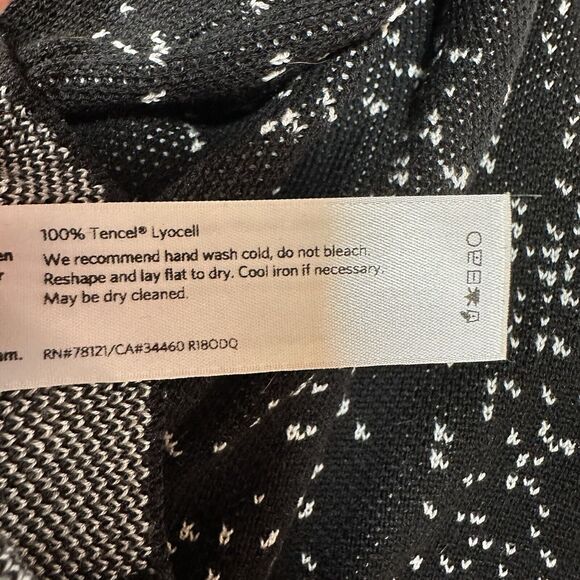 100% Tencel® Lyocell
We recommend hand wash cold, do not bleach.
Reshape and lay flat to dry. Cool iron if necessary.
May be dry cleaned.
RN#78121/CA#34460 R18ODQ